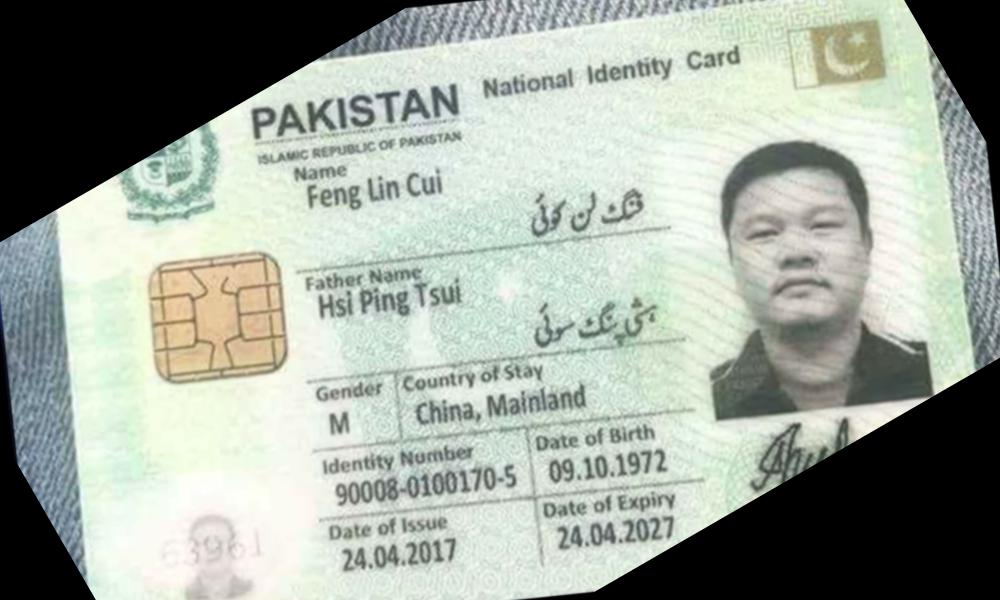 PAKISTAN National Identity Card
ISLAMIC REPUBLIC OF PAKISTAN
Name
Feng Lin Cui
فنگ لن کوئی
Father Name
Hsi Ping Tsui
ہشی پنگ سوئی
Gender Country of Stay
M China, Mainland
Identity Number Date of Birth
90008-0100170-5 09.10.1972
Date of Issue Date of Expiry
24.04.2017 24.04.2027
63961